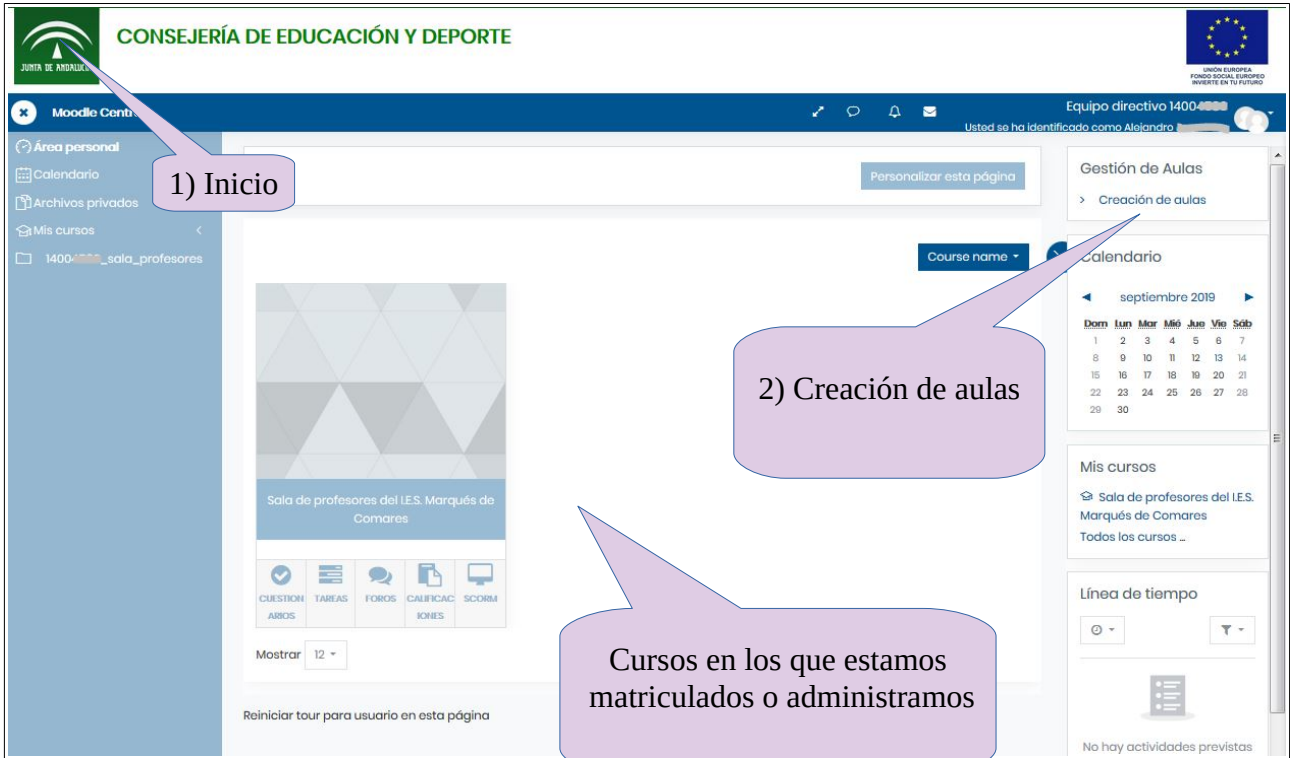 CONSEJERÍA DE EDUCACIÓN Y DEPORTE
JUNTA DE
UNIÓN EUROPEA
FONDO SOCIAL EUROPEO
INVIERTE EN TU FUTURO
Moodle
Equipo directivo 1400
Usted se ha identificado como Alejandro
Área personal
Calendario
Archivos privados
Mis cursos
1400
_sala_profesores
1) Inicio
Personalizar esta página
Course name
Sala de profesores del I.E.S. Marqués de
Comares
CUESTION
ARIOS
TAREAS
FOROS
CALIFICAC
IONES
SCORM
Mostrar 12
Reiniciar tour para usuario en esta página
2) Creación de aulas
Cursos en los que estamos
matriculados o administramos
Gestión de Aulas
> Creación de aulas
Calendario
◄ septiembre 2019 ►
Dom Lun Mar Mié Jue Vie Sáb
1 2 3 4 5 6 7
8 9 10 11 12 13 14
15 16 17 18 19 20 21
22 23 24 25 26 27 28
29 30
Mis cursos
Sala de profesores del I.E.S.
Marqués de Comares
Todos los cursos ...
Línea de tiempo
No hay actividades previstas